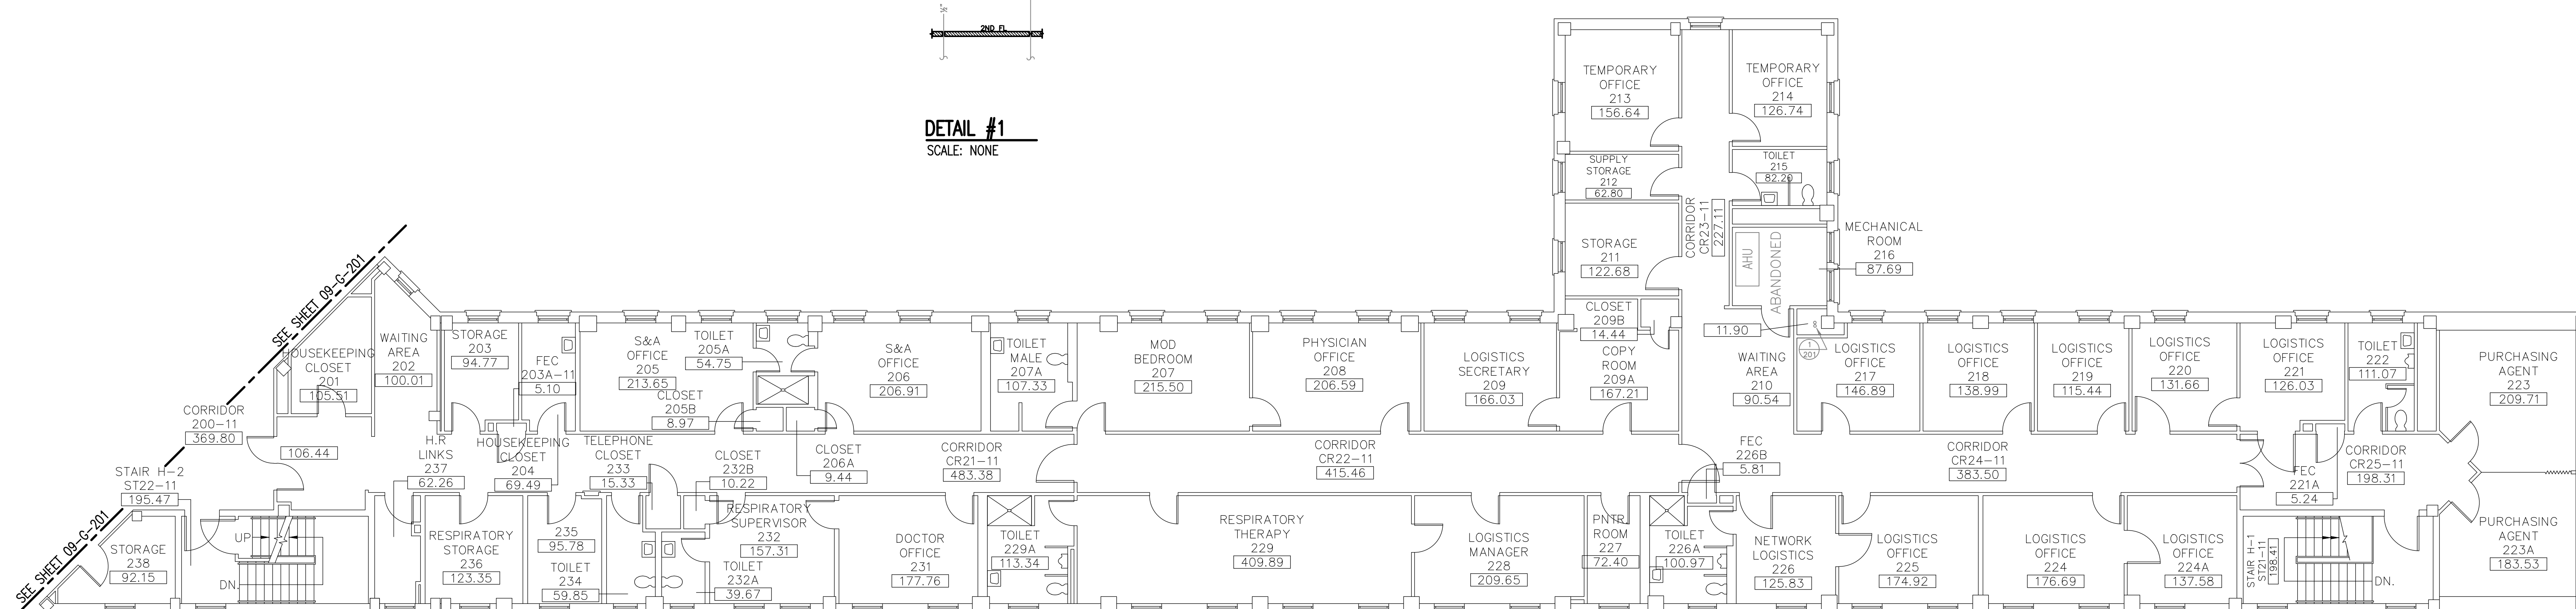 ½"
2ND FL
DETAIL #1
SCALE: NONE
TEMPORARY
OFFICE
213
156.64
TEMPORARY
OFFICE
214
126.74
SUPPLY
STORAGE
212
62.80
TOILET
215
82.20
STORAGE
211
122.68
CORRIDOR
CR23-11
227.11
AHU
ABANDONED
MECHANICAL
ROOM
216
87.69
11.90
1
201
SEE SHEET 09-G-201
HOUSEKEEPING
CLOSET
201
105.51
WAITING
AREA
202
100.01
STORAGE
203
94.77
FEC
203A-11
5.10
S&A
OFFICE
205
213.65
TOILET
205A
54.75
CLOSET
205B
8.97
S&A
OFFICE
206
206.91
TOILET
MALE
207A
107.33
MOD
BEDROOM
207
215.50
PHYSICIAN
OFFICE
208
206.59
LOGISTICS
SECRETARY
209
166.03
CLOSET
209B
14.44
COPY
ROOM
209A
167.21
WAITING
AREA
210
90.54
LOGISTICS
OFFICE
217
146.89
LOGISTICS
OFFICE
218
138.99
LOGISTICS
OFFICE
219
115.44
LOGISTICS
OFFICE
220
131.66
LOGISTICS
OFFICE
221
126.03
TOILET
222
111.07
PURCHASING
AGENT
223
209.71
CORRIDOR
200-11
369.80
106.44
STAIR H-2
ST22-11
195.47
H.R
LINKS
237
62.26
HOUSEKEEPING
CLOSET
204
69.49
TELEPHONE
CLOSET
233
15.33
CLOSET
232B
10.22
CLOSET
206A
9.44
CORRIDOR
CR21-11
483.38
CORRIDOR
CR22-11
415.46
FEC
226B
5.81
CORRIDOR
CR24-11
383.50
FEC
221A
5.24
CORRIDOR
CR25-11
198.31
SEE SHEET 09-G-201
STORAGE
238
92.15
UP
DN.
RESPIRATORY
STORAGE
236
123.35
235
95.78
TOILET
234
59.85
RESPIRATORY
SUPERVISOR
232
157.31
TOILET
232A
39.67
DOCTOR
OFFICE
231
177.76
TOILET
229A
113.34
RESPIRATORY
THERAPY
229
409.89
LOGISTICS
MANAGER
228
209.65
PNTR.
ROOM
227
72.40
TOILET
226A
100.97
NETWORK
LOGISTICS
226
125.83
LOGISTICS
OFFICE
225
174.92
LOGISTICS
OFFICE
224
176.69
LOGISTICS
OFFICE
224A
137.58
STAIR H-1
ST21-11
198.41
DN.
PURCHASING
AGENT
223A
183.53